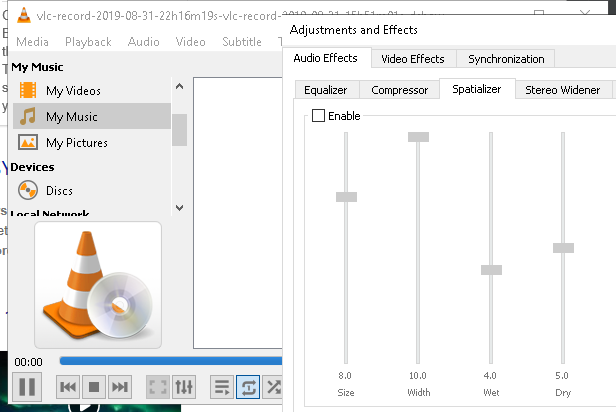 vlc-record-2019-08-31-22h16m19s-vlc-record-2019-08-31-15h51
Media Playback Audio Video Subtitle T
My Music
My Videos
My Music
My Pictures
Devices
Discs
Local Network
00:00
Adjustments and Effects
Audio Effects Video Effects Synchronization
Equalizer Compressor Spatializer Stereo Widener
Enable
8.0 10.0 4.0 5.0
Size Width Wet Dry